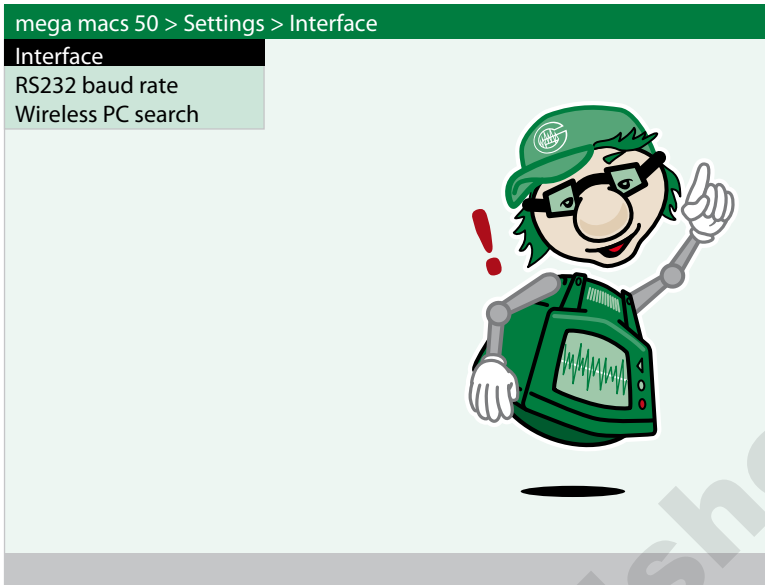 mega macs 50 > Settings > Interface
Interface
RS232 baud rate
Wireless PC search
!